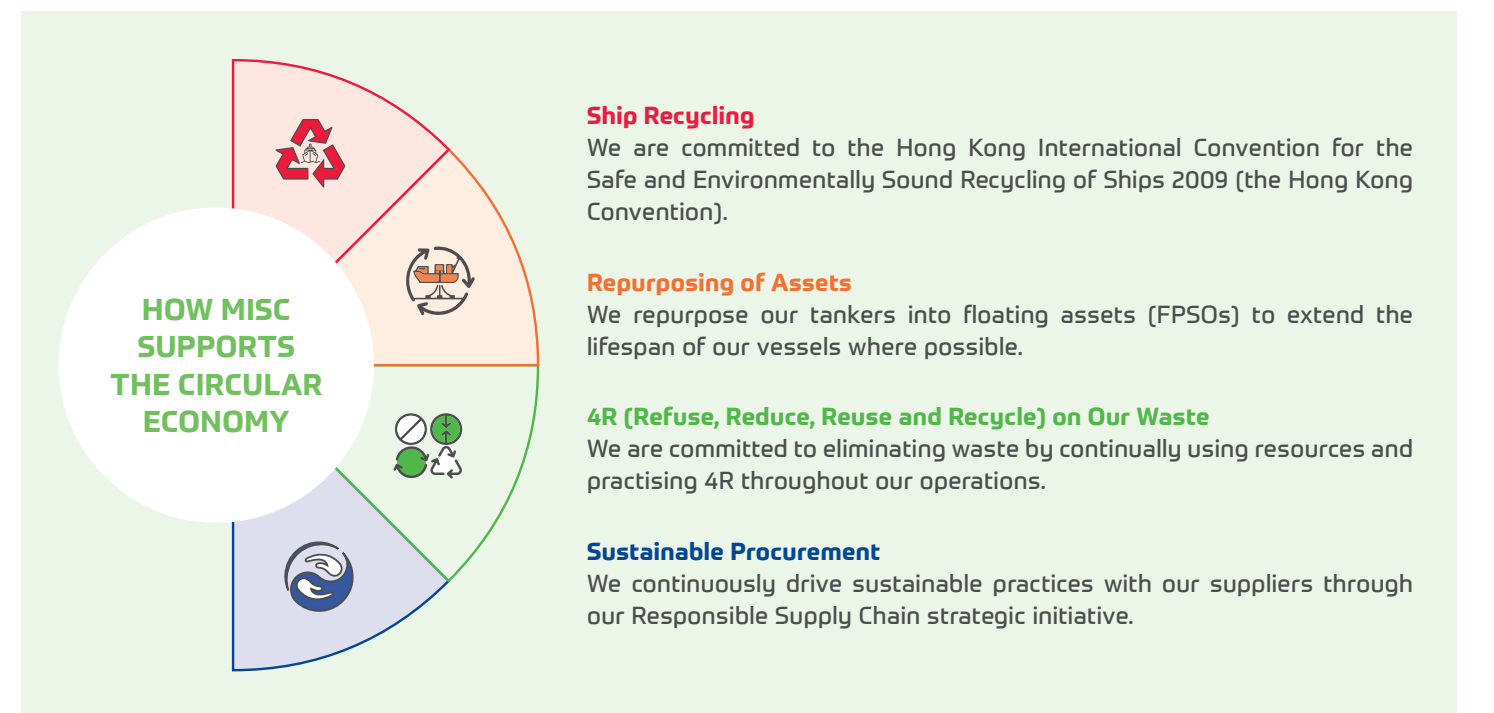 HOW MISC
SUPPORTS
THE CIRCULAR
ECONOMY
Ship Recycling
We are committed to the Hong Kong International Convention for the
Safe and Environmentally Sound Recycling of Ships 2009 (the Hong Kong
Convention).
Repurposing of Assets
We repurpose our tankers into floating assets (FPSOs) to extend the
lifespan of our vessels where possible.
4R (Refuse, Reduce, Reuse and Recycle) on Our Waste
We are committed to eliminating waste by continually using resources and
practising 4R throughout our operations.
Sustainable Procurement
We continuously drive sustainable practices with our suppliers through
our Responsible Supply Chain strategic initiative.